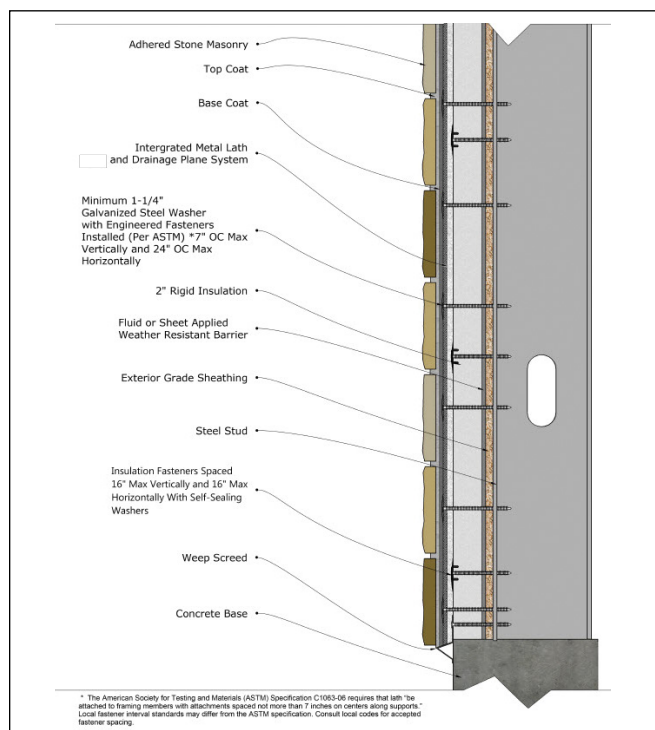 Adhered Stone Masonry
Top Coat
Base Coat
Intergrated Metal Lath
and Drainage Plane System
Minimum 1-1/4"
Galvanized Steel Washer
with Engineered Fasteners
Installed (Per ASTM) *7" OC Max
Vertically and 24" OC Max
Horizontally
2" Rigid Insulation
Fluid or Sheet Applied
Weather Resistant Barrier
Exterior Grade Sheathing
Steel Stud
Insulation Fasteners Spaced
16" Max Vertically and 16" Max
Horizontally With Self-Sealing
Washers
Weep Screed
Concrete Base
* The American Society for Testing and Materials (ASTM) Specification C1063-06 requires that lath "be
attached to framing members with attachments spaced not more than 7 inches on centers along supports."
Local fastener interval standards may differ from the ASTM specification. Consult local codes for accepted
fastener spacing.